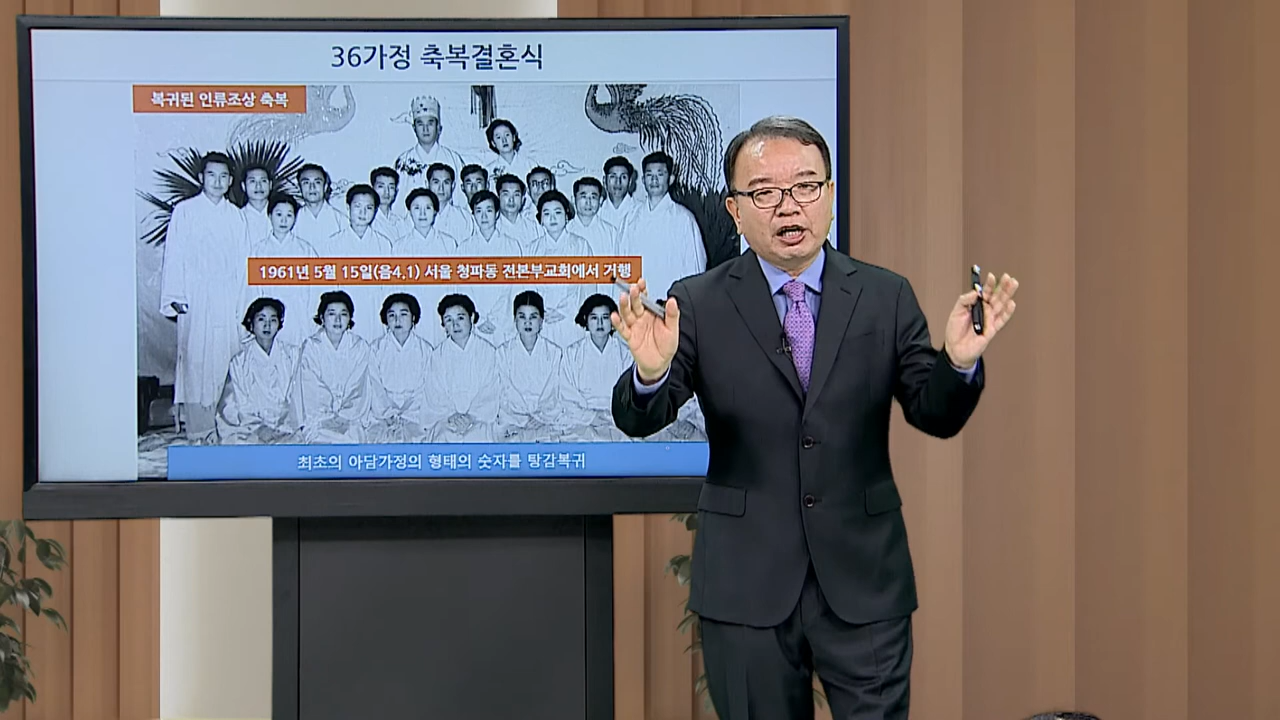 36가정 축복결혼식
복귀된 인류조상 축복
1961년 5월 15일(음4.1) 서울 청파동 전본부교회에서 거행
최초의 아담가정의 형태의 숫자를 탕감복귀